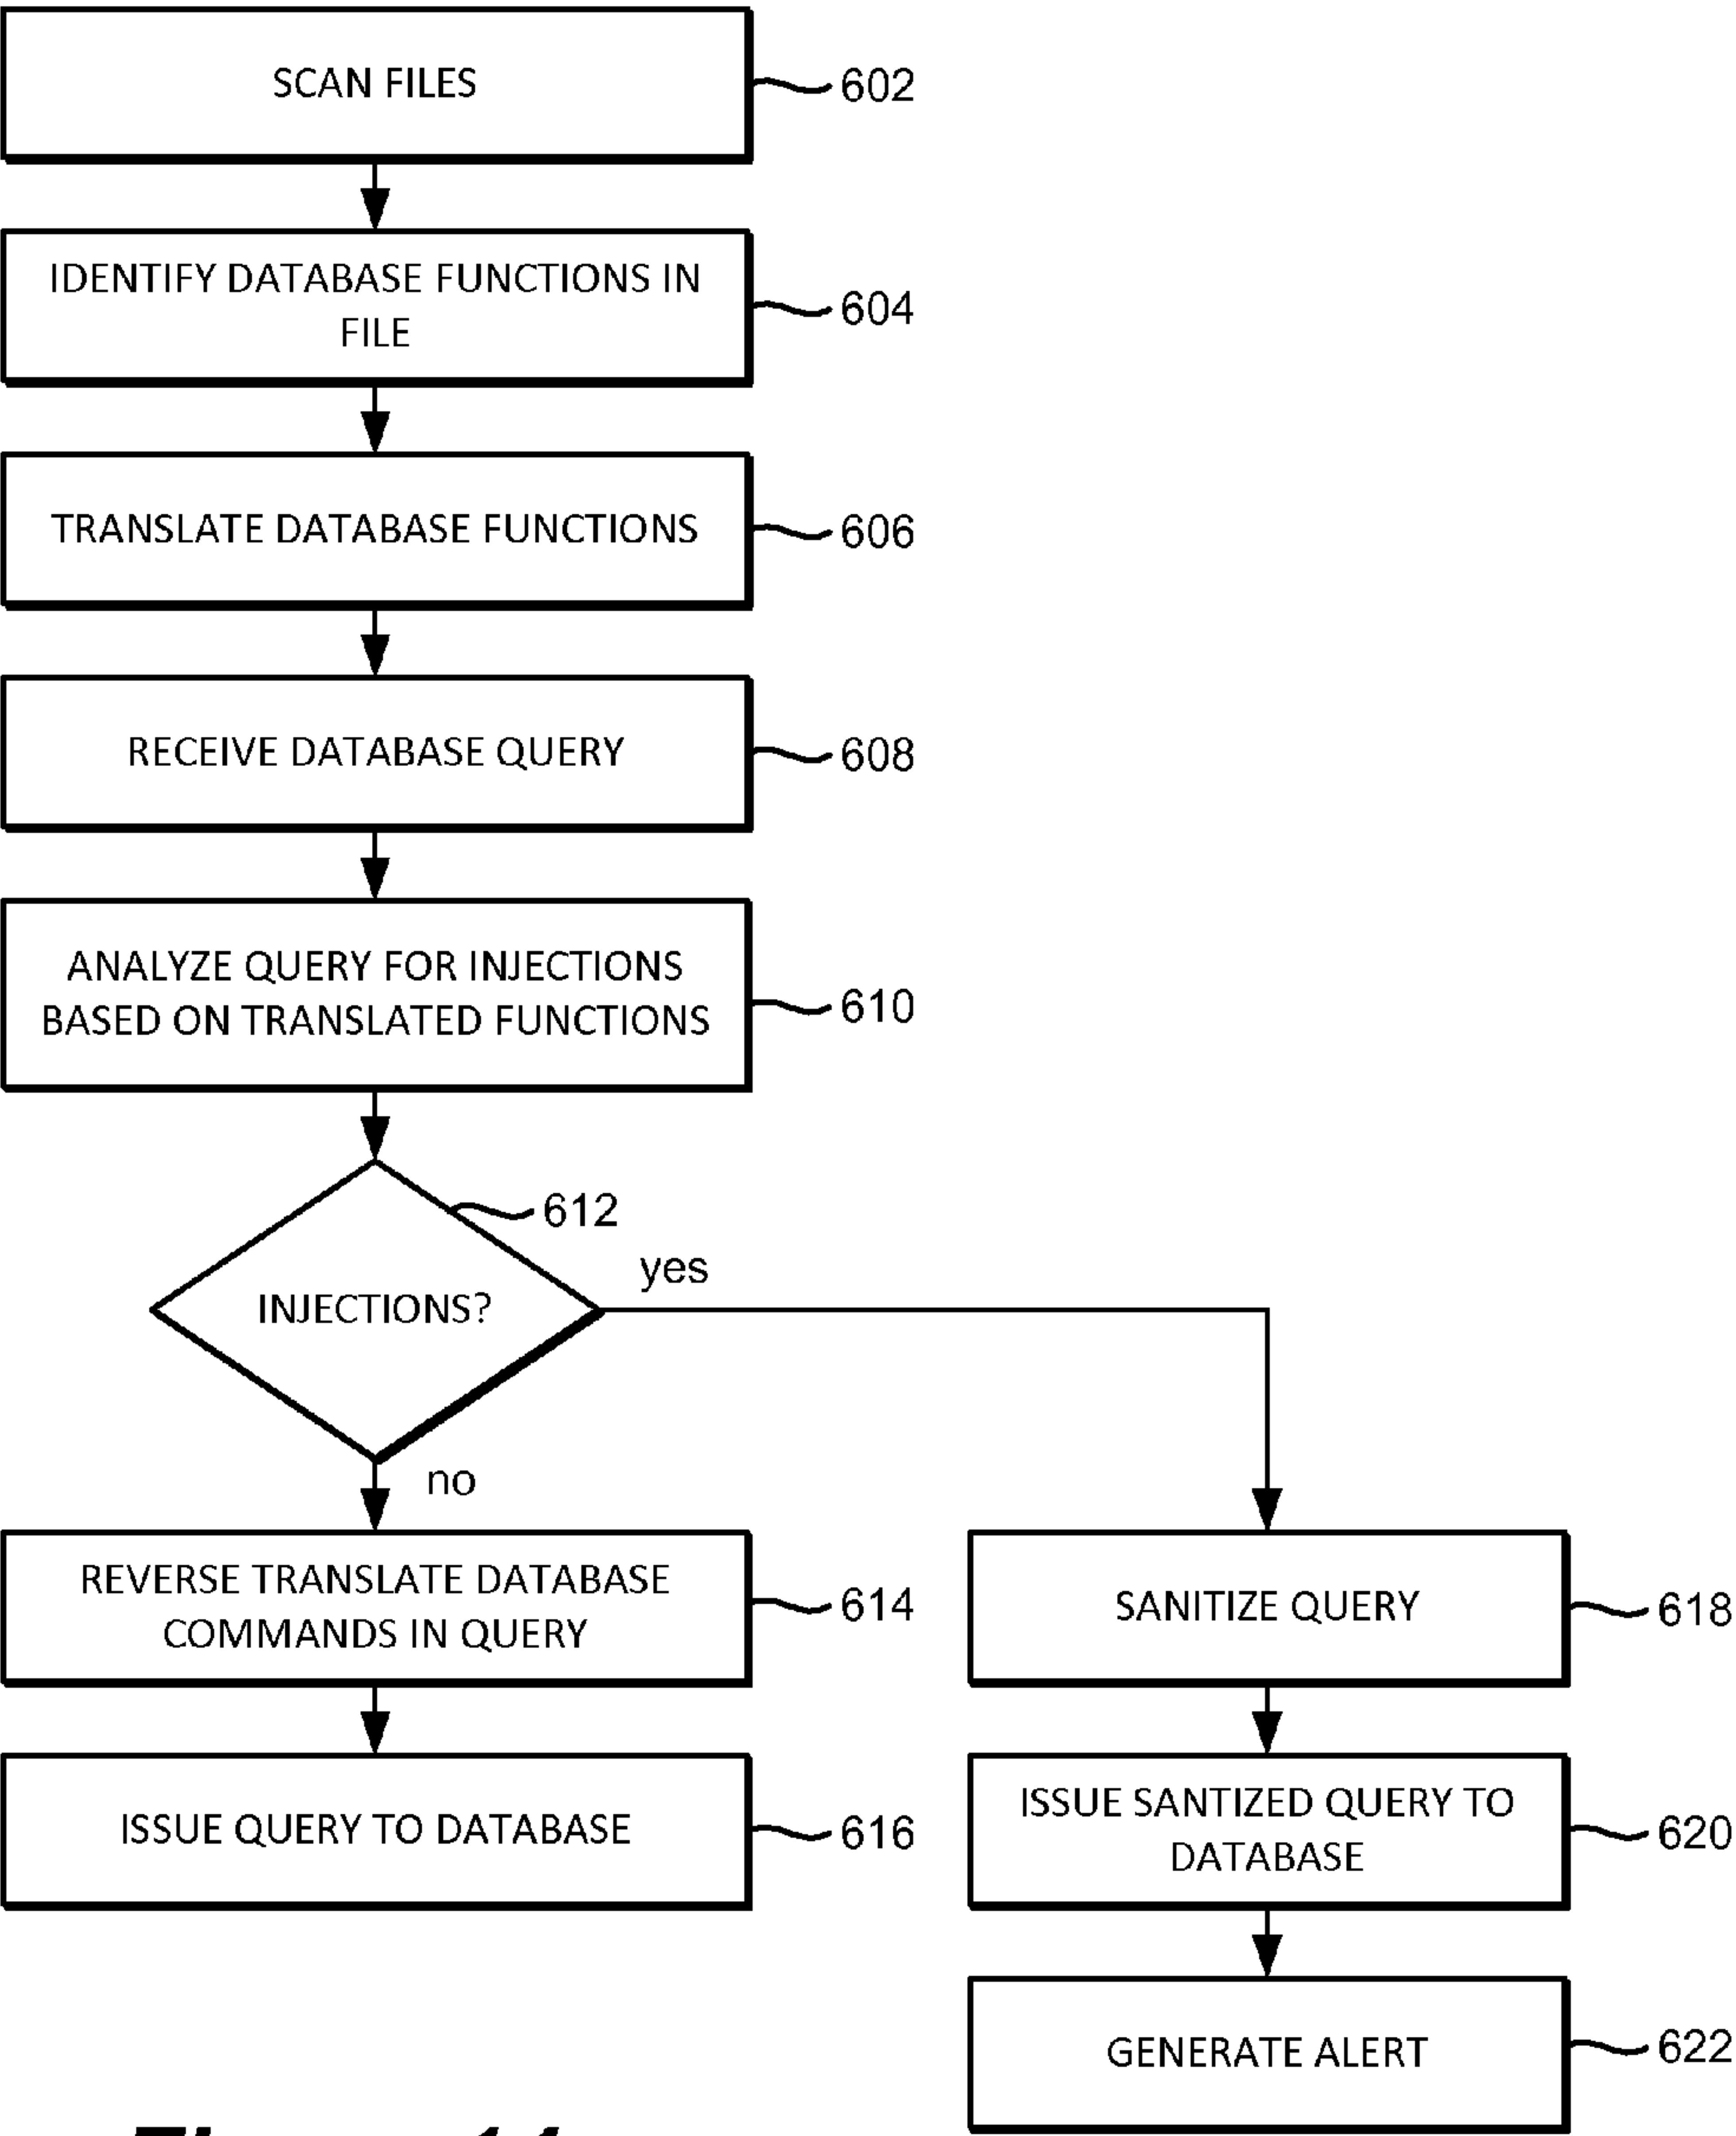 SCAN FILES
602
IDENTIFY DATABASE FUNCTIONS IN
FILE
604
TRANSLATE DATABASE FUNCTIONS
606
RECEIVE DATABASE QUERY
608
ANALYZE QUERY FOR INJECTIONS
BASED ON TRANSLATED FUNCTIONS
610
612
yes
INJECTIONS?
no
REVERSE TRANSLATE DATABASE
COMMANDS IN QUERY
614
SANITIZE QUERY
618
ISSUE QUERY TO DATABASE
616
ISSUE SANTIZED QUERY TO
DATABASE
620
GENERATE ALERT
622